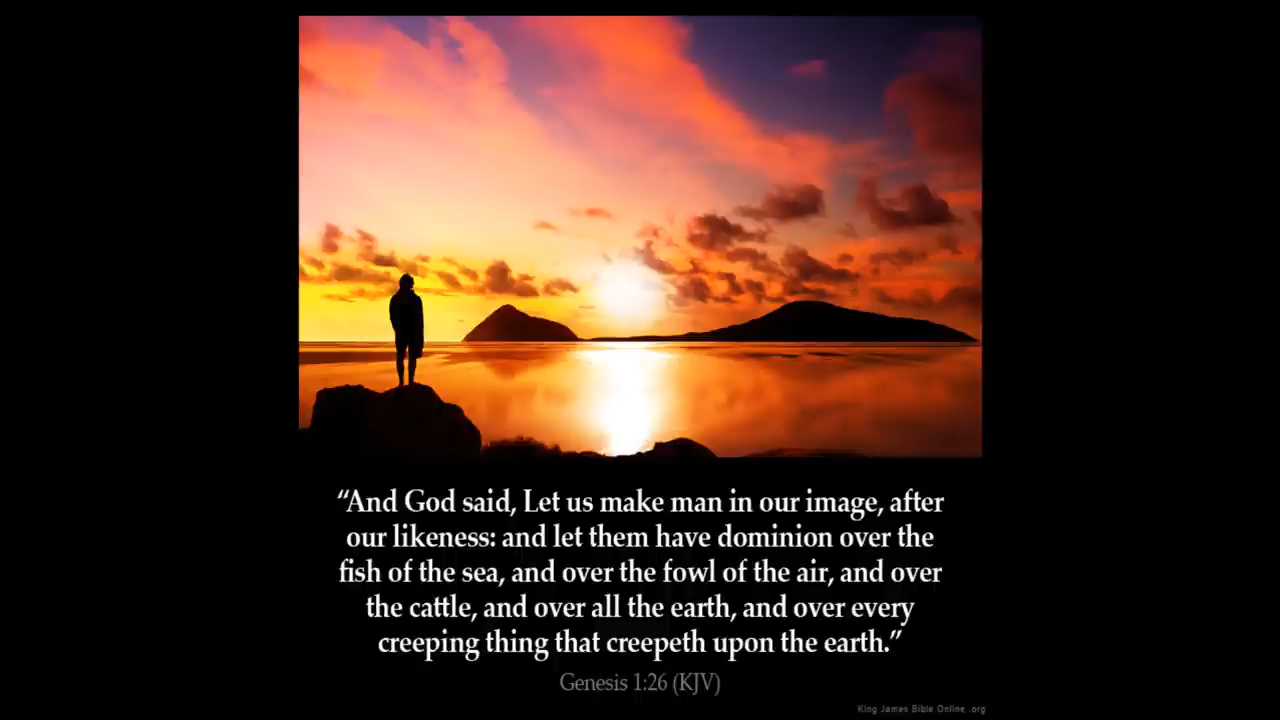 “And God said, Let us make man in our image, after
our likeness: and let them have dominion over the
fish of the sea, and over the fowl of the air, and over
the cattle, and over all the earth, and over every
creeping thing that creepeth upon the earth.”
Genesis 1:26 (KJV)
King James Bible Online .org